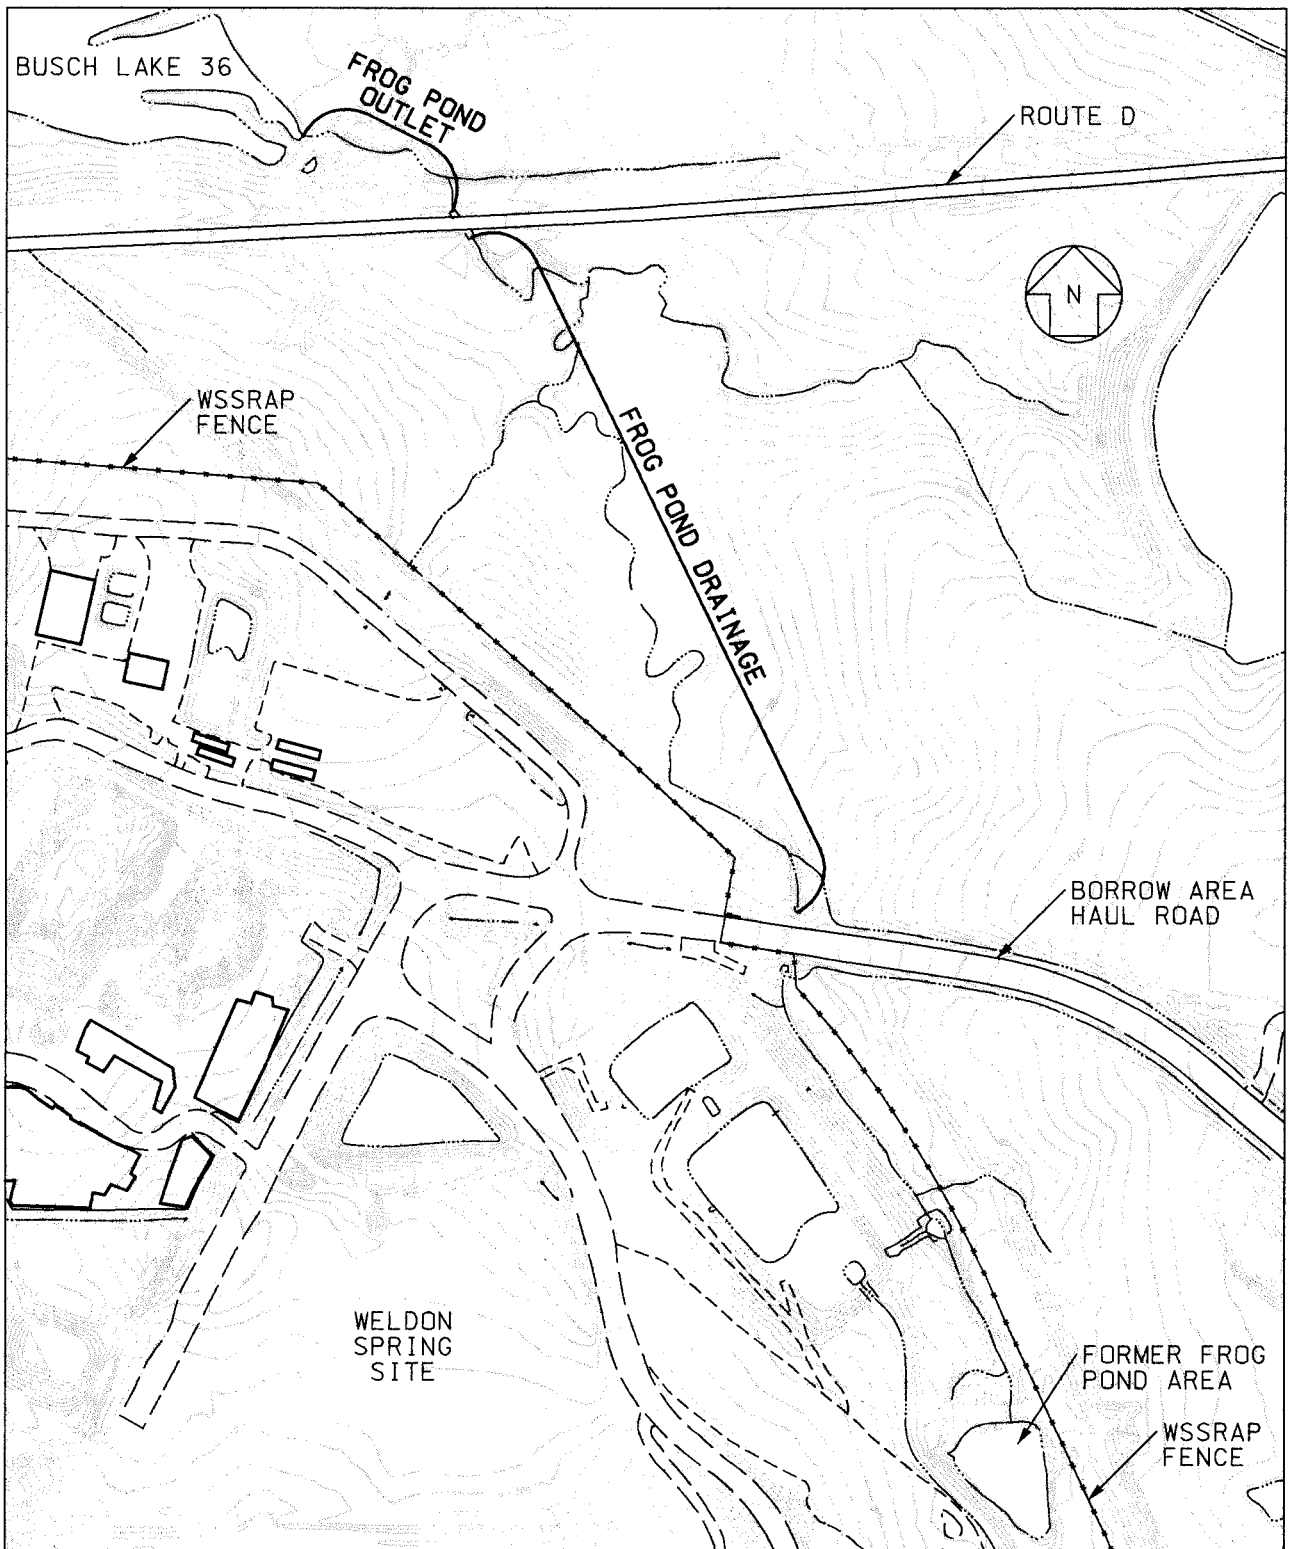 BUSCH LAKE 36
FROG POND
OUTLET
ROUTE D
N
WSSRAP
FENCE
FROG POND DRAINAGE
BORROW AREA
HAUL ROAD
WELDON
SPRING
SITE
FORMER FROG
POND AREA
WSSRAP
FENCE